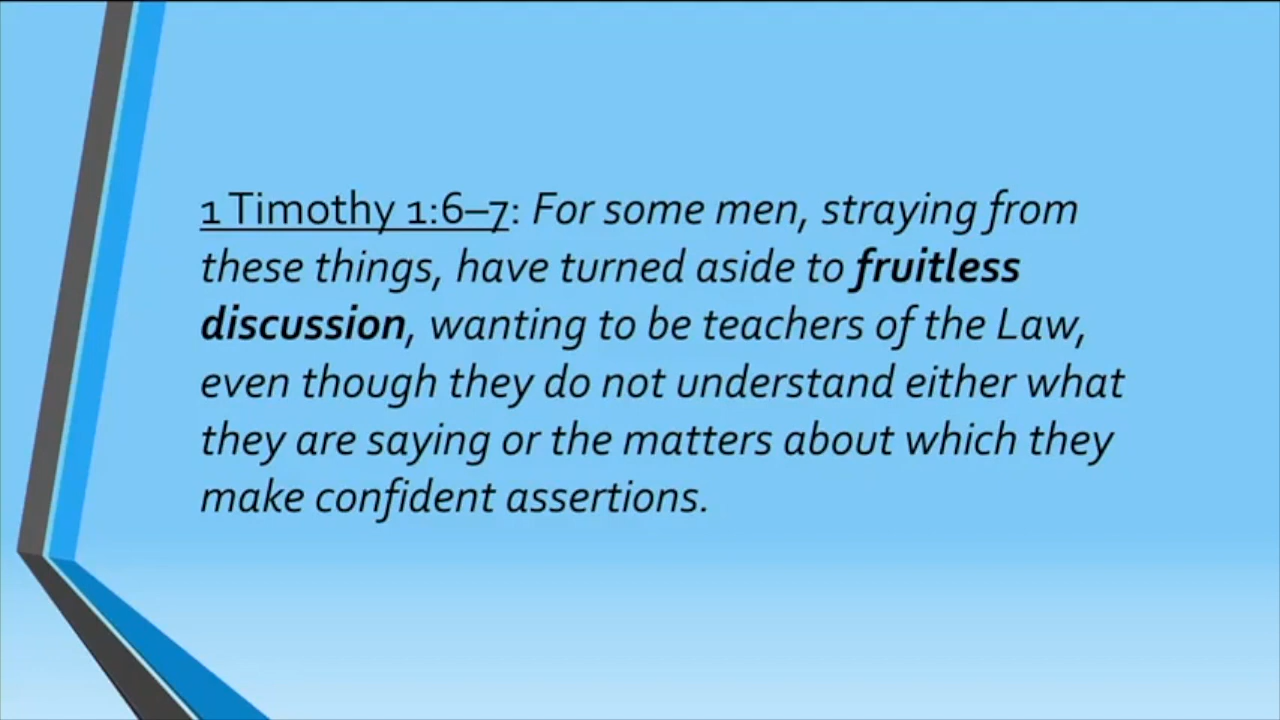 1 Timothy 1:6–7: For some men, straying from
these things, have turned aside to fruitless
discussion, wanting to be teachers of the Law,
even though they do not understand either what
they are saying or the matters about which they
make confident assertions.